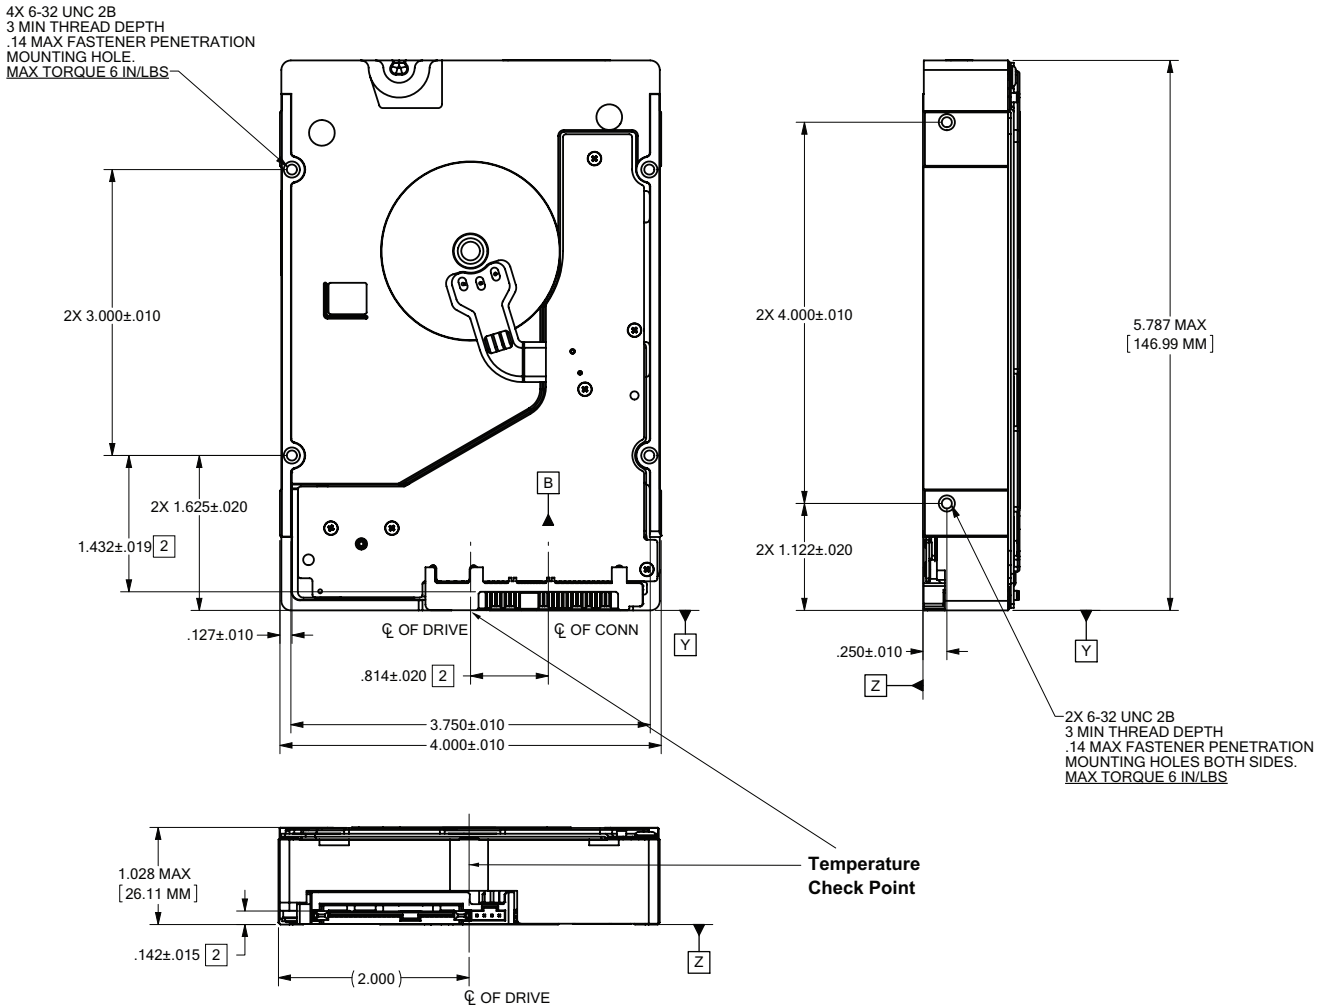 4X 6-32 UNC 2B
3 MIN THREAD DEPTH
.14 MAX FASTENER PENETRATION
MOUNTING HOLE.
MAX TORQUE 6 IN/LBS
2X 3.000±.010
2X 1.625±.020
1.432±.019 2
B
.127±.010
℄ OF DRIVE
℄ OF CONN
Y
.814±.020 2
3.750±.010
4.000±.010
2X 4.000±.010
5.787 MAX
[146.99 MM]
2X 1.122±.020
.250±.010
Y
Z
2X 6-32 UNC 2B
3 MIN THREAD DEPTH
.14 MAX FASTENER PENETRATION
MOUNTING HOLES BOTH SIDES.
MAX TORQUE 6 IN/LBS
1.028 MAX
[26.11 MM]
Temperature
Check Point
.142±.015 2
(2.000)
Z
℄ OF DRIVE